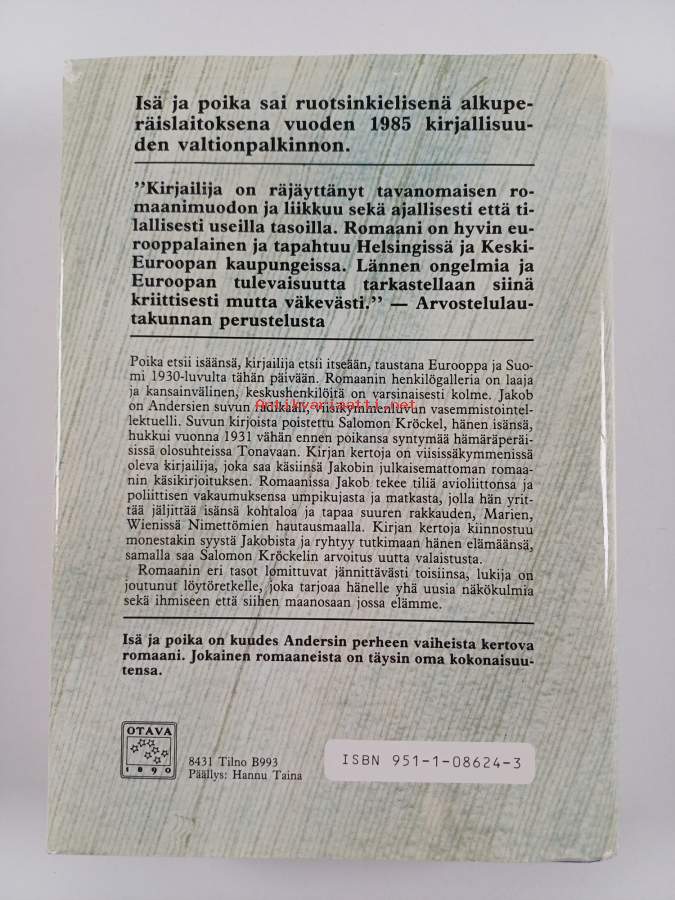 Isä ja poika sai ruotsinkielisenä alkupe-
räislaitoksena vuoden 1985 kirjallisuu-
den valtionpalkinnon.
”Kirjailija on räjäyttänyt tavanomaisen ro-
maanimuodon ja liikkuu sekä ajallisesti että ti-
lallisesti useilla tasoilla. Romaani on hyvin eu-
rooppalainen ja tapahtuu Helsingissä ja Keski-
Euroopan kaupungeissa. Lännen ongelmia ja
Euroopan tulevaisuutta tarkastellaan siinä
kriittisesti mutta väkevästi.” — Arvostelulau-
takunnan perustelusta
Poika etsii isäänsä, kirjailija etsii itseään, taustana Eurooppa ja Suo-
mi 1930-luvulta tähän päivään. Romaanin henkilögalleria on laaja
ja kansainvälinen, keskushenkilöitä on varsinaisesti kolme. Jakob
on Andersien suvun radikaali, viisikymmenluvun vasemmistointel-
lektuelli. Suvun kirjoista poistettu Salomon Kröckel, hänen isänsä,
hukkui vuonna 1931 vähän ennen poikansa syntymää hämäräperäi-
sissä olosuhteissa Tonavaan. Kirjan kertoja on viisissäkymmenissä
oleva kirjailija, joka saa käsiinsä Jakobin julkaisemattoman romaa-
nin käsikirjoituksen. Romaanissa Jakob tekee tiliä avioliittonsa ja
poliittisen vakaumuksensa umpikujasta ja matkasta, jolla hän yrit-
tää jäljittää isänsä kohtaloa ja tapaa suuren rakkauden, Marien,
Wienissä Nimettömien hautausmaalla. Kirjan kertoja kiinnostuu
monestakin syystä Jakobista ja ryhtyy tutkimaan hänen elämäänsä,
samalla saa Salomon Kröckelin arvoitus uutta valaistusta.
Romaanin eri tasot lomittuvat jännittävästi toisiinsa, lukija on
joutunut löytöretkelle, joka tarjoaa hänelle yhä uusia näkökulmia
sekä ihmiseen että siihen maanosaan jossa elämme.
Antikvariaatti.net
Isä ja poika on kuudes Andersin perheen vaiheista kertova
romaani. Jokainen romaaneista on täysin oma kokonaisuu-
tensa.
OTAVA
1890
8431 Tilno B993
Päällys: Hannu Taina
ISBN 951-1-08624-3